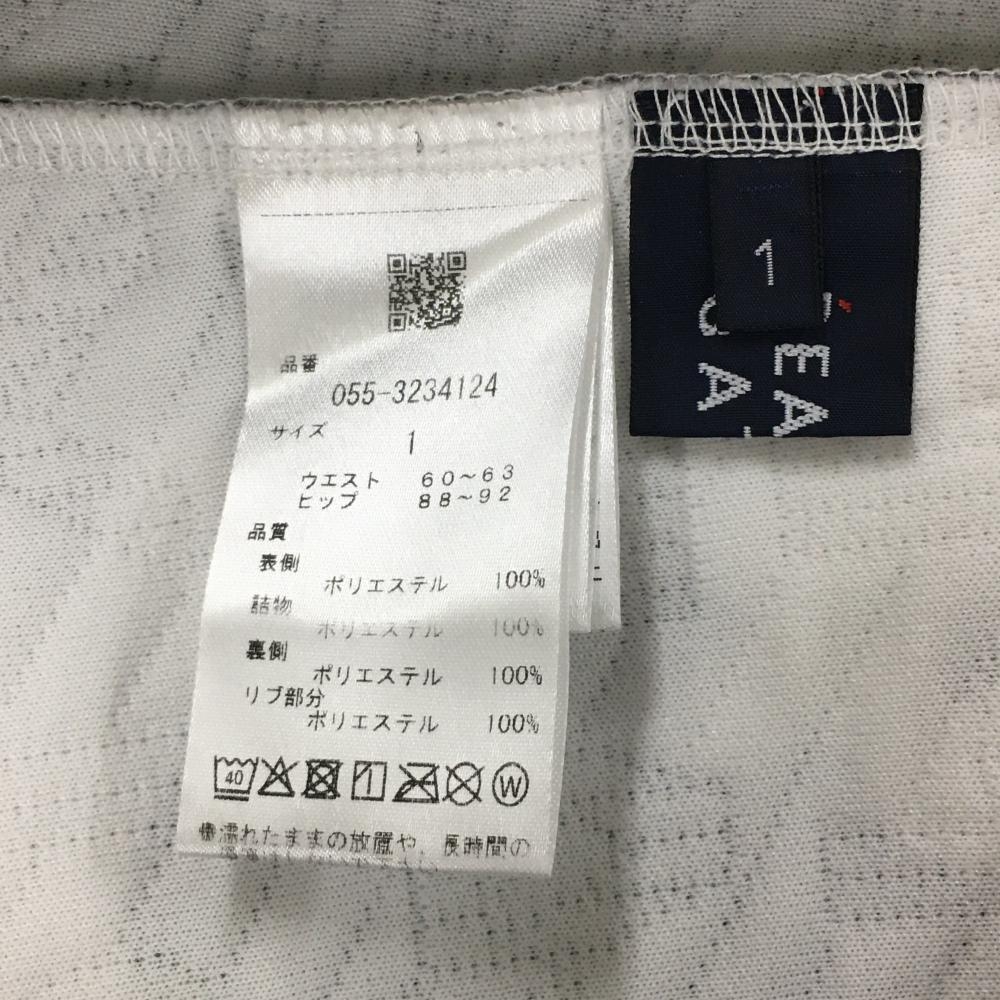 品番
055-3234124
サイズ
1
ウエスト 60～63
ヒップ 88～92
品質
表側
ポリエステル 100%
詰物
ポリエステル 100%
裏側
ポリエステル 100%
リブ部分
ポリエステル 100%
40
W
濡れたままの放置や、長時間の
1
EA
GA